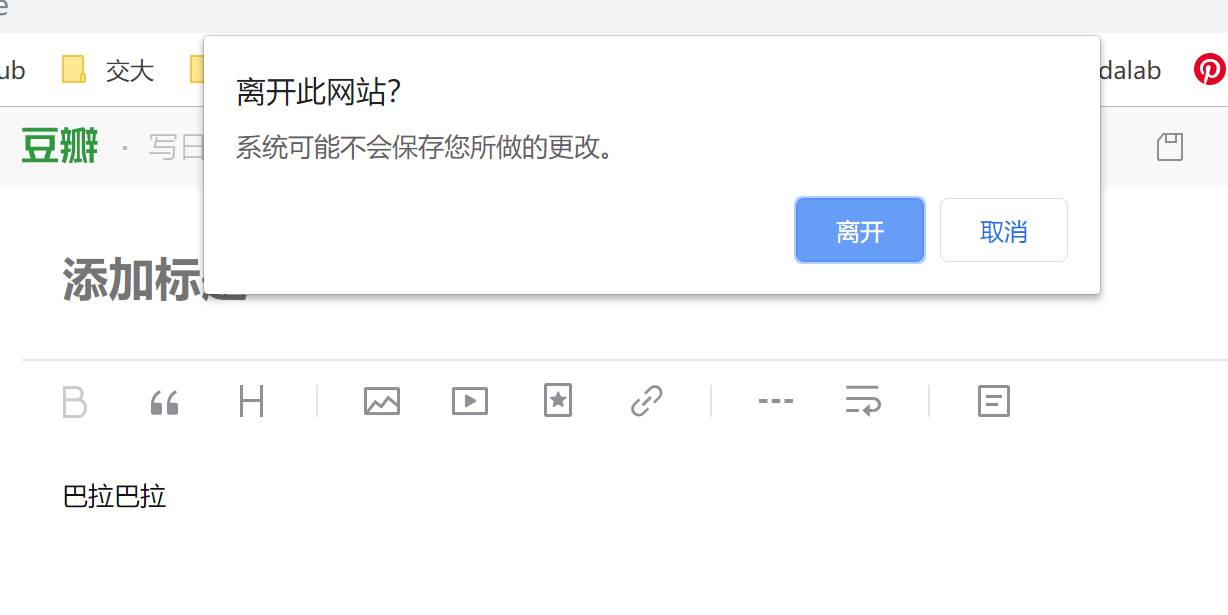 ub 交大 dalab
离开此网站?
系统可能不会保存您所做的更改。
离开 取消
豆瓣 · 写日
添加标题
巴拉巴拉